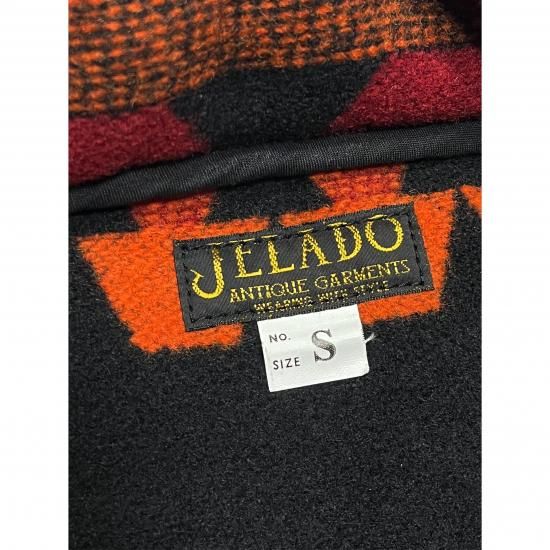 JELADO
ANTIQUE GARMENTS
WEARING WITH STYLE
NO.
SIZE S